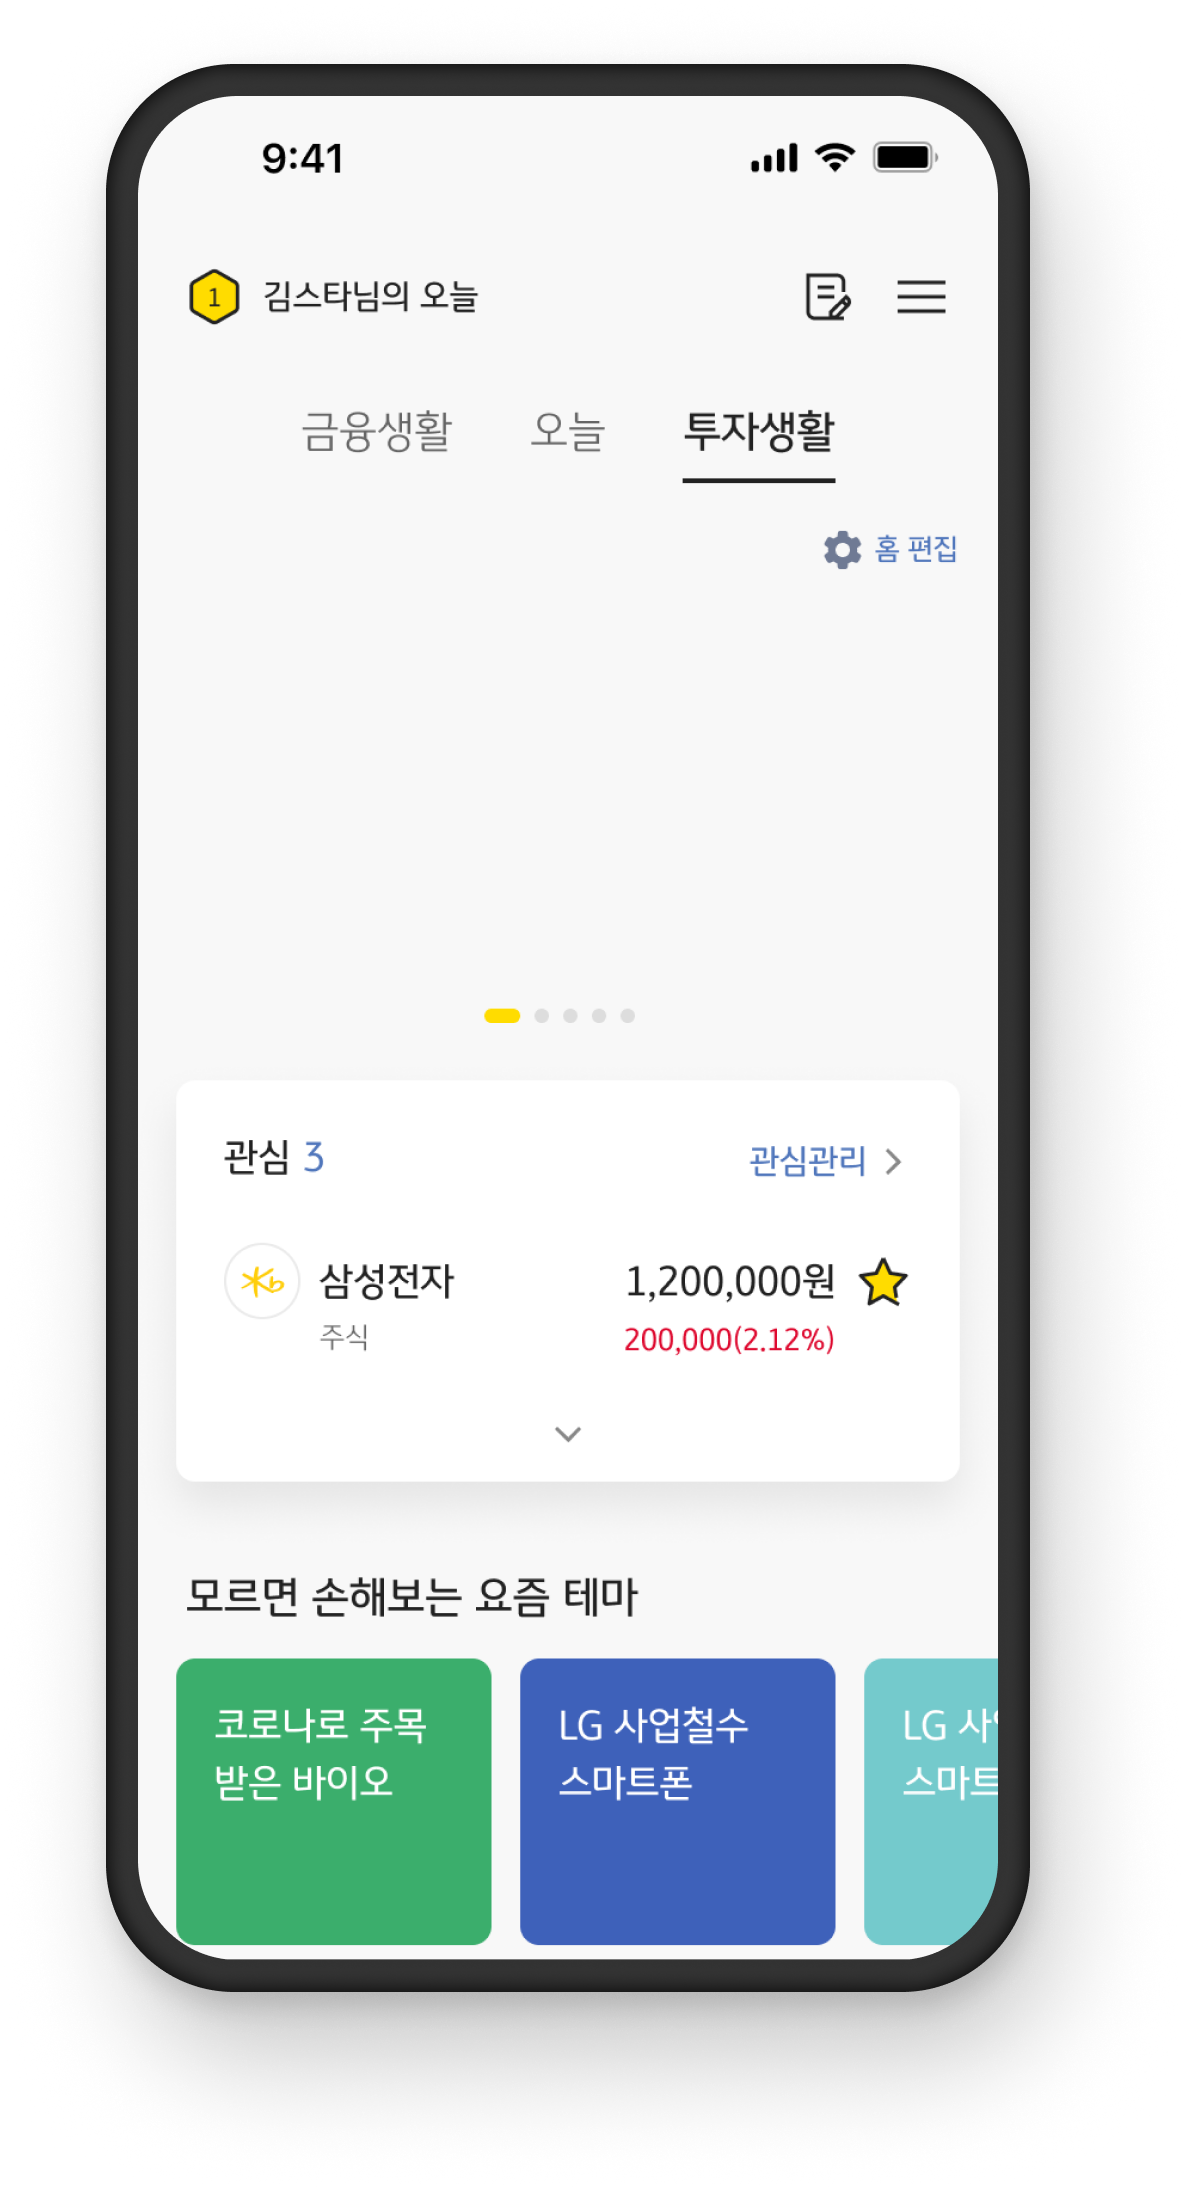 9:41
1 김스타님의 오늘
금융생활 오늘 투자생활
홈 편집
관심 3 관심관리
삼성전자 1,200,000원
주식 200,000(2.12%)
모르면 손해보는 요즘 테마
코로나로 주목
받은 바이오
LG 사업철수
스마트폰
LG 사
스마트